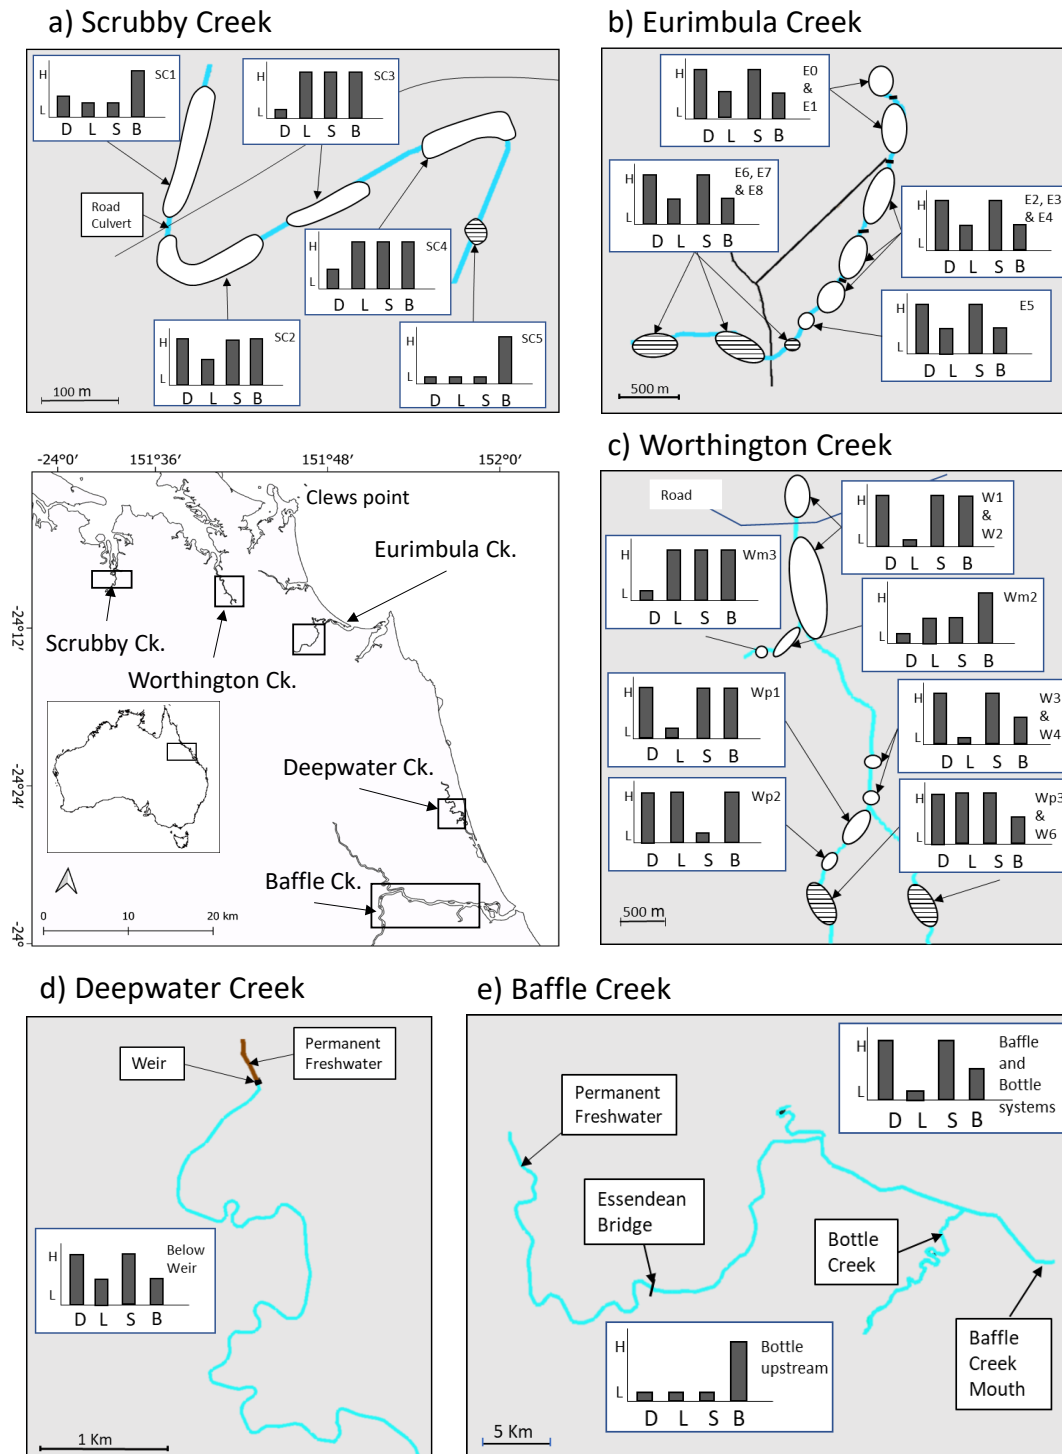 a) Scrubby Creek
H
L
SC1
D L S B
H
L
SC3
D L S B
Road
Culvert
H
L
SC4
D L S B
H
L
SC2
D L S B
H
L
SC5
D L S B
100 m
b) Eurimbula Creek
H
L
E0
&
E1
D L S B
H
L
E6, E7
& E8
D L S B
H
L
E2, E3
& E4
D L S B
H
L
E5
D L S B
500 m
-24°0′ 151°36′ 151°48′ 152°0′
Clews point
Eurimbula Ck.
-24°12′
Scrubby Ck.
Worthington Ck.
Deepwater Ck.
-24°24′
Baffle Ck.
0 10 20 km
-24°
c) Worthington Creek
Road
H
L
W1
&
W2
D L S B
H
L
Wm3
D L S B
H
L
Wm2
D L S B
H
L
Wp1
D L S B
H
L
W3
&
W4
D L S B
H
L
Wp2
D L S B
H
L
Wp3
&
W6
D L S B
500 m
d) Deepwater Creek
Weir
Permanent
Freshwater
H
L
Below
Weir
D L S B
1 Km
e) Baffle Creek
H
L
Baffle
and
Bottle
systems
D L S B
Permanent
Freshwater
Essendean
Bridge
Bottle
Creek
Baffle
Creek
Mouth
H
L
Bottle
upstream
D L S B
5 Km